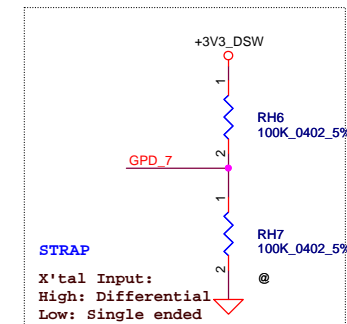 +3V3_DSW
1
RH6
100K_0402_5%
2
GPD_7
1
RH7
100K_0402_5%
2
@
STRAP
X'tal Input:
High: Differential
Low: Single ended